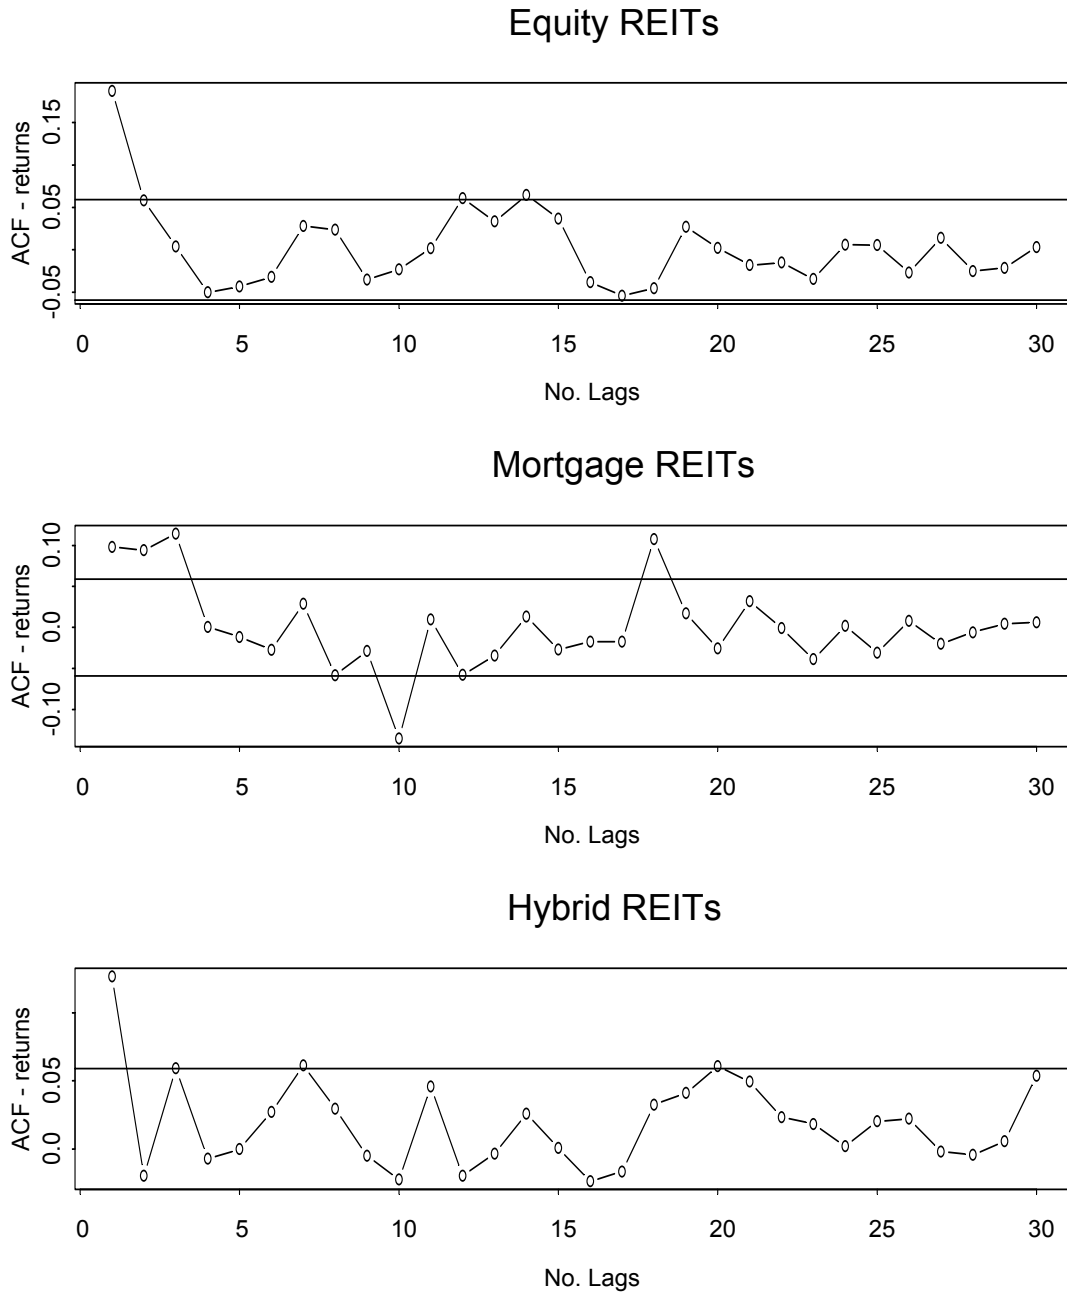 Equity REITs
ACF - returns
0.15
0.05
-0.05
0 5 10 15 20 25 30
No. Lags
Mortgage REITs
ACF - returns
0.10
0.0
-0.10
0 5 10 15 20 25 30
No. Lags
Hybrid REITs
ACF - returns
0.05
0.0
0 5 10 15 20 25 30
No. Lags